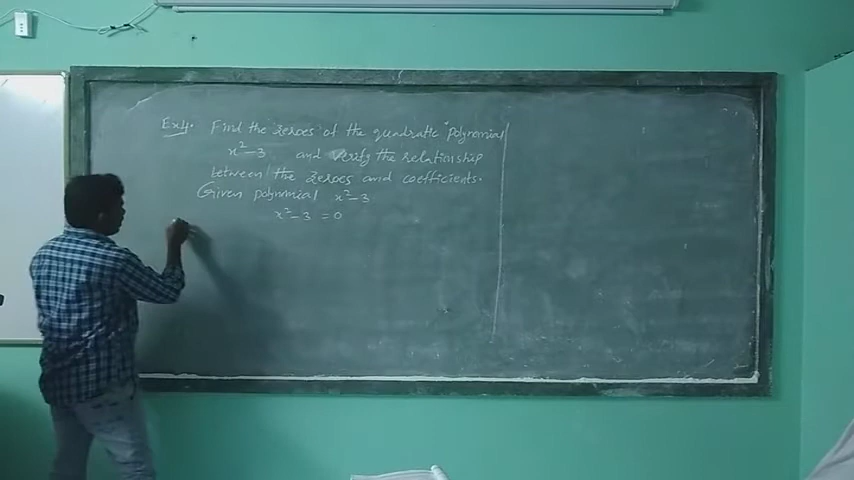 Ex4. Find the zeroes of the quadratic polynomial
x²-3 and verify the relationship
between the zeroes and coefficients.
Given polynomial x²-3
x²-3 = 0